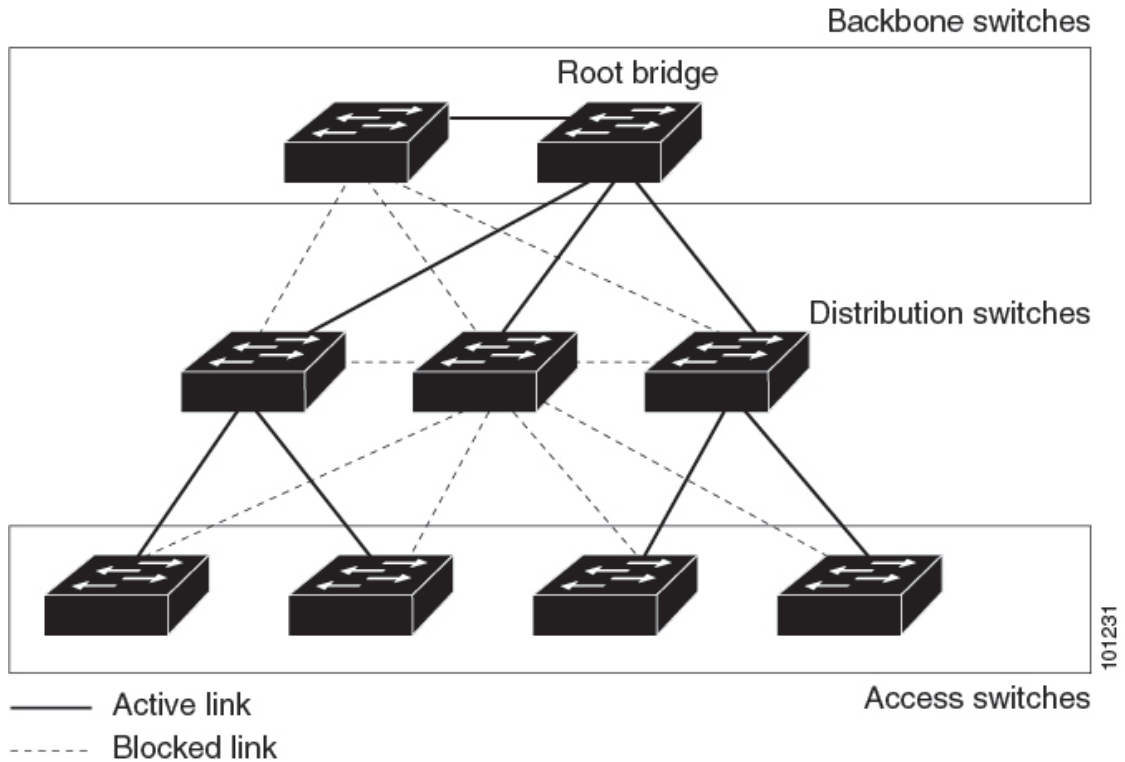 Backbone switches
Root bridge
Distribution switches
101231
Access switches
Active link
Blocked link